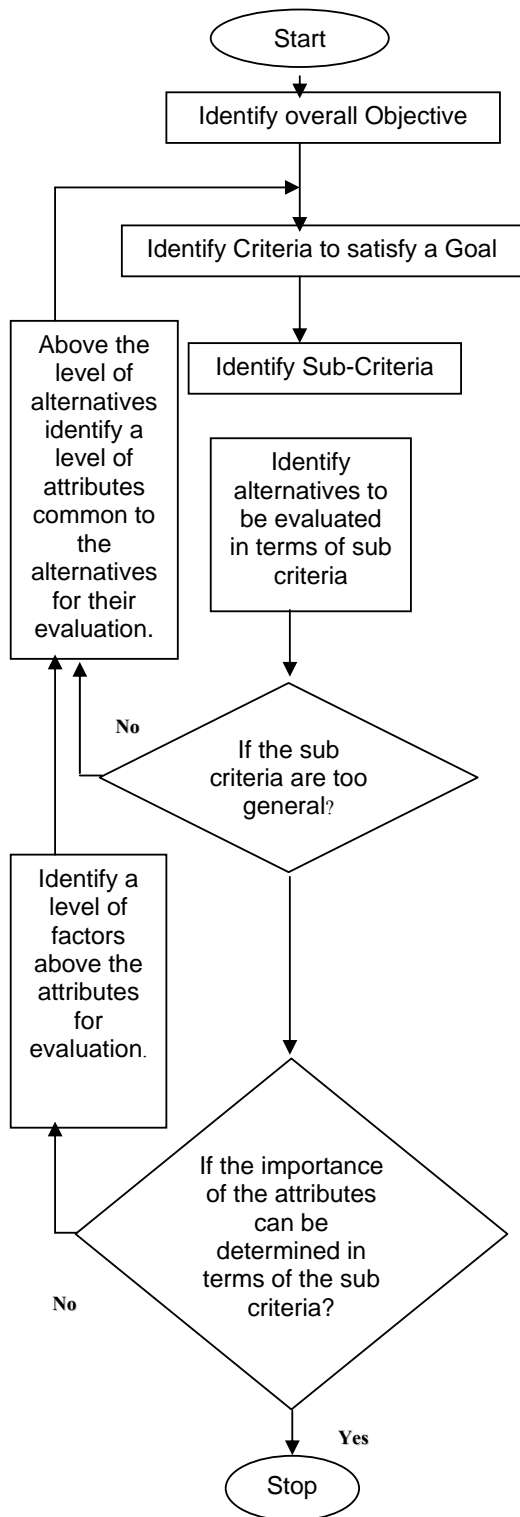 Start
Identify overall Objective
Identify Criteria to satisfy a Goal
Identify Sub-Criteria
Above the
level of
alternatives
identify a
level of
attributes
common to
the
alternatives
for their
evaluation.
Identify
alternatives to
be evaluated
in terms of sub
criteria
No
If the sub
criteria are too
general?
Identify a
level of
factors
above the
attributes
for
evaluation.
If the importance
of the attributes
can be
determined in
terms of the sub
criteria?
No
Yes
Stop